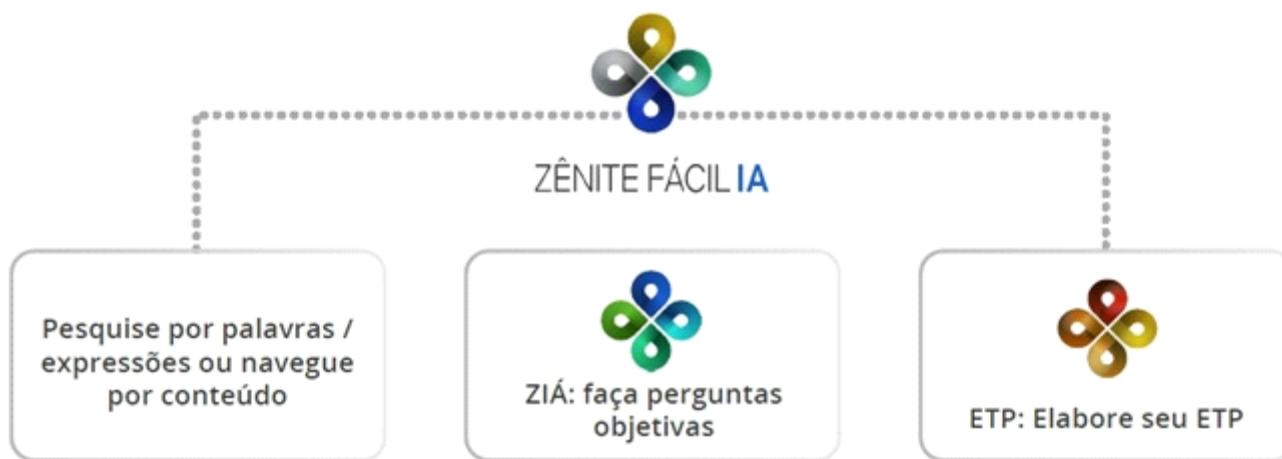 ZÊNITE FÁCIL IA
Pesquise por palavras /
expressões ou navegue
por conteúdo
ZIÁ: faça perguntas
objetivas
ETP: Elabore seu ETP